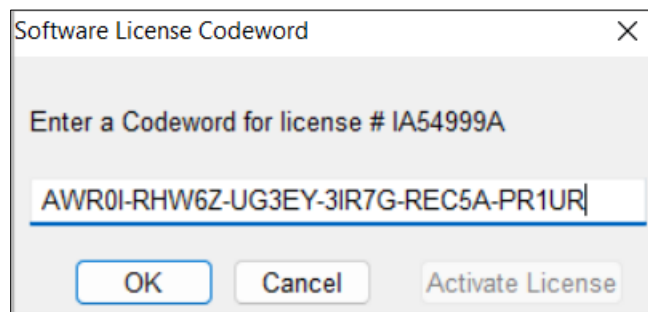 Software License Codeword
Enter a Codeword for license # IA54999A
AWR0I-RHW6Z-UG3EY-3IR7G-REC5A-PR1UR
OK Cancel Activate License